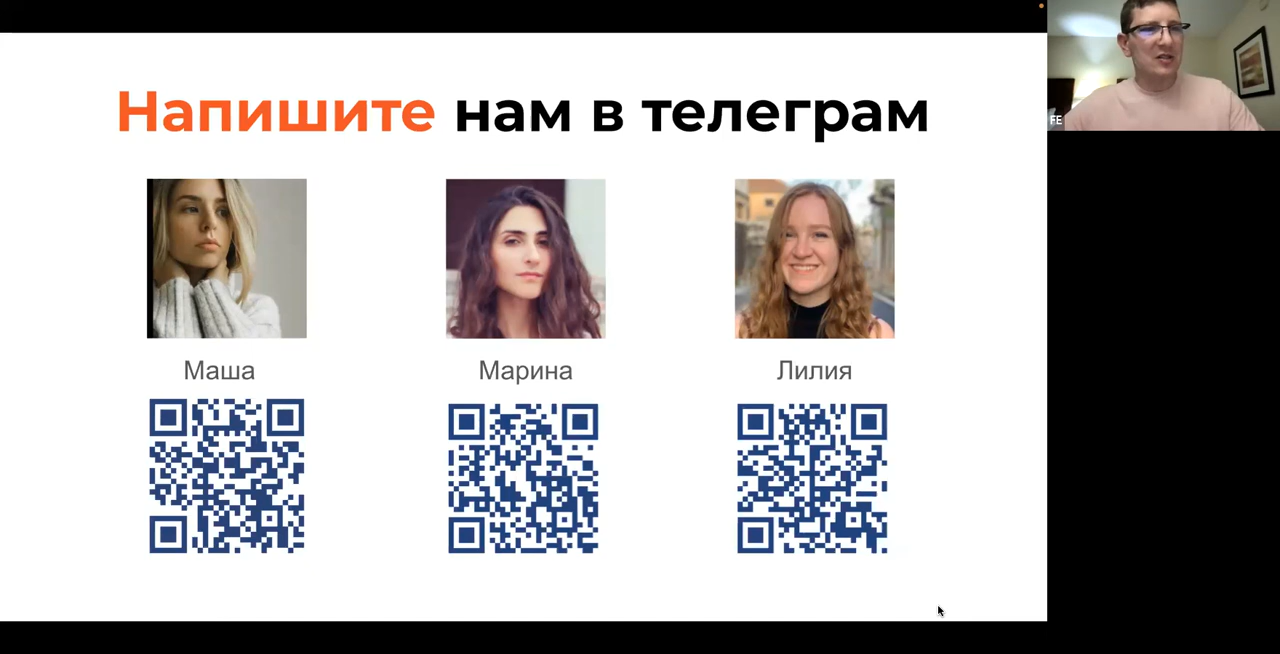 Напишите нам в телеграм
FE
Маша
Марина
Лилия